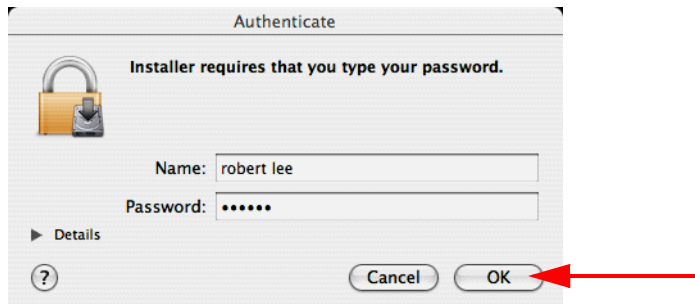 Authenticate
Installer requires that you type your password.
Name: robert lee
Password: ••••••
Details
? Cancel OK